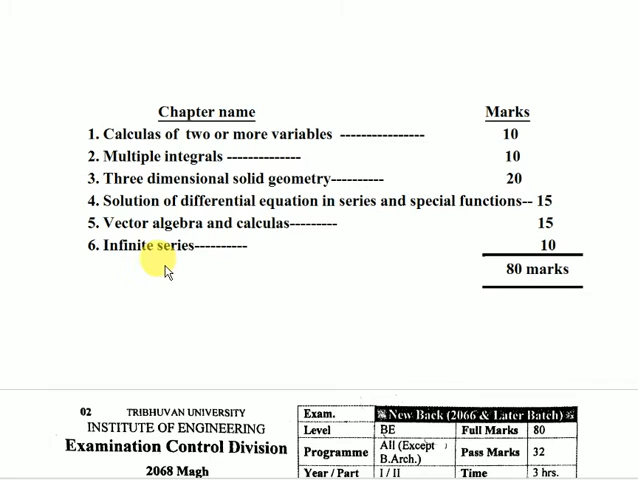 Chapter name Marks
1. Calculas of two or more variables ---------------- 10
2. Multiple integrals -------------- 10
3. Three dimensional solid geometry---------- 20
4. Solution of differential equation in series and special functions-- 15
5. Vector algebra and calculas--------- 15
6. Infinite series---------- 10
80 marks
02 TRIBHUVAN UNIVERSITY
INSTITUTE OF ENGINEERING
Examination Control Division
2068 Magh
Exam. New Back (2066 & Later Batch)
Level BE Full Marks 80
Programme All (Except B.Arch.) Pass Marks 32
Year / Part I / II Time 3 hrs.